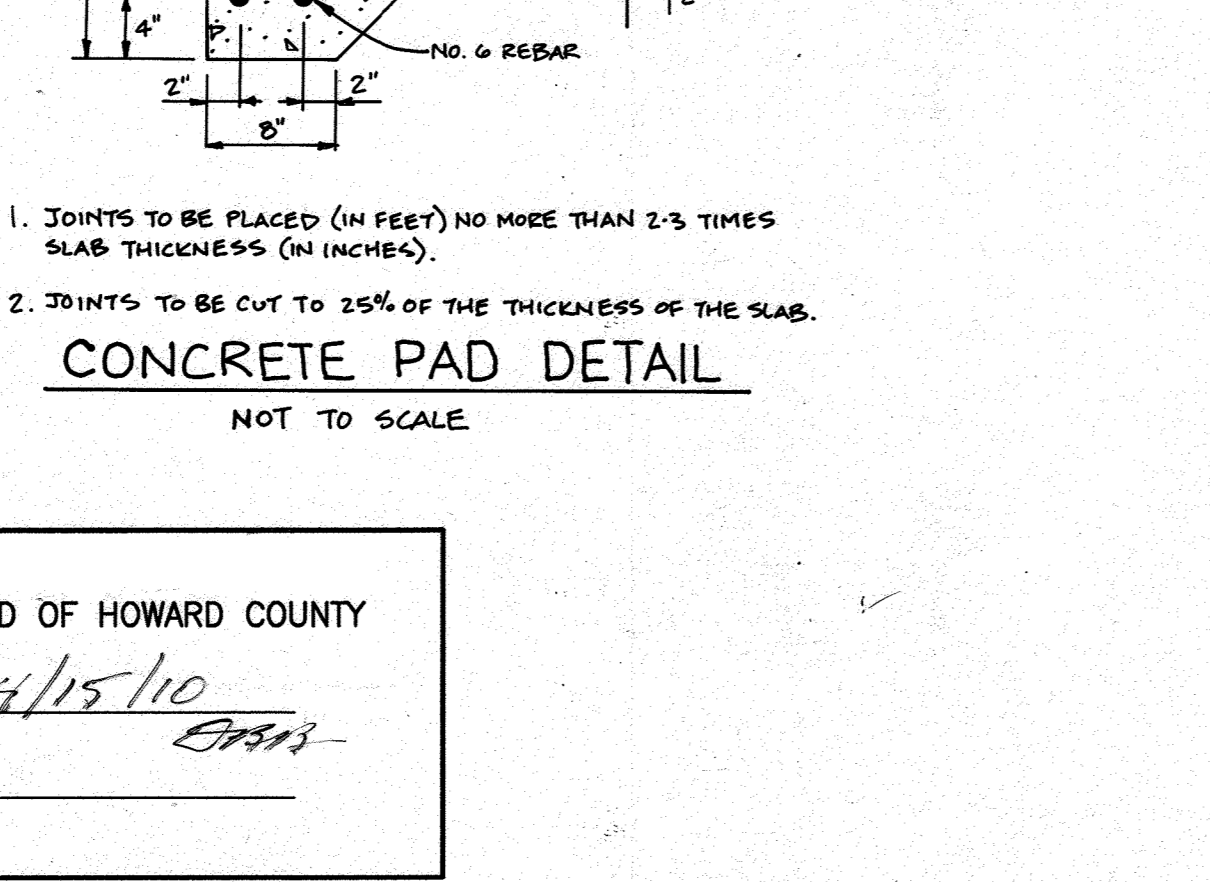 4"
NO. 6 REBAR
2" 2"
8"
1. JOINTS TO BE PLACED (IN FEET) NO MORE THAN 2-3 TIMES
SLAB THICKNESS (IN INCHES).
2. JOINTS TO BE CUT TO 25% OF THE THICKNESS OF THE SLAB.
CONCRETE PAD DETAIL
NOT TO SCALE
D OF HOWARD COUNTY
/15/10